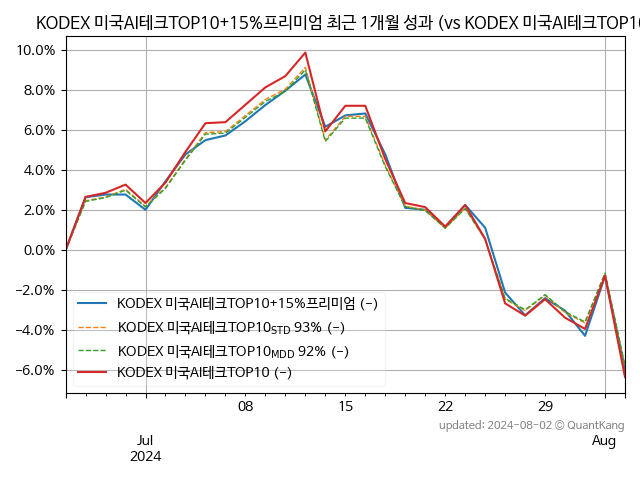 KODEX 미국AI테크TOP10+15%프리미엄 최근 1개월 성과 (vs KODEX 미국AI테크TOP10
10.0%
8.0%
6.0%
4.0%
2.0%
0.0%
−2.0%
−4.0%
−6.0%
KODEX 미국AI테크TOP10+15%프리미엄 (−)
KODEX 미국AI테크TOP10STD 93% (−)
KODEX 미국AI테크TOP10MDD 92% (−)
KODEX 미국AI테크TOP10 (−)
08
15
22
29
updated: 2024-08-02 © QuantKang
Jul
2024
Aug